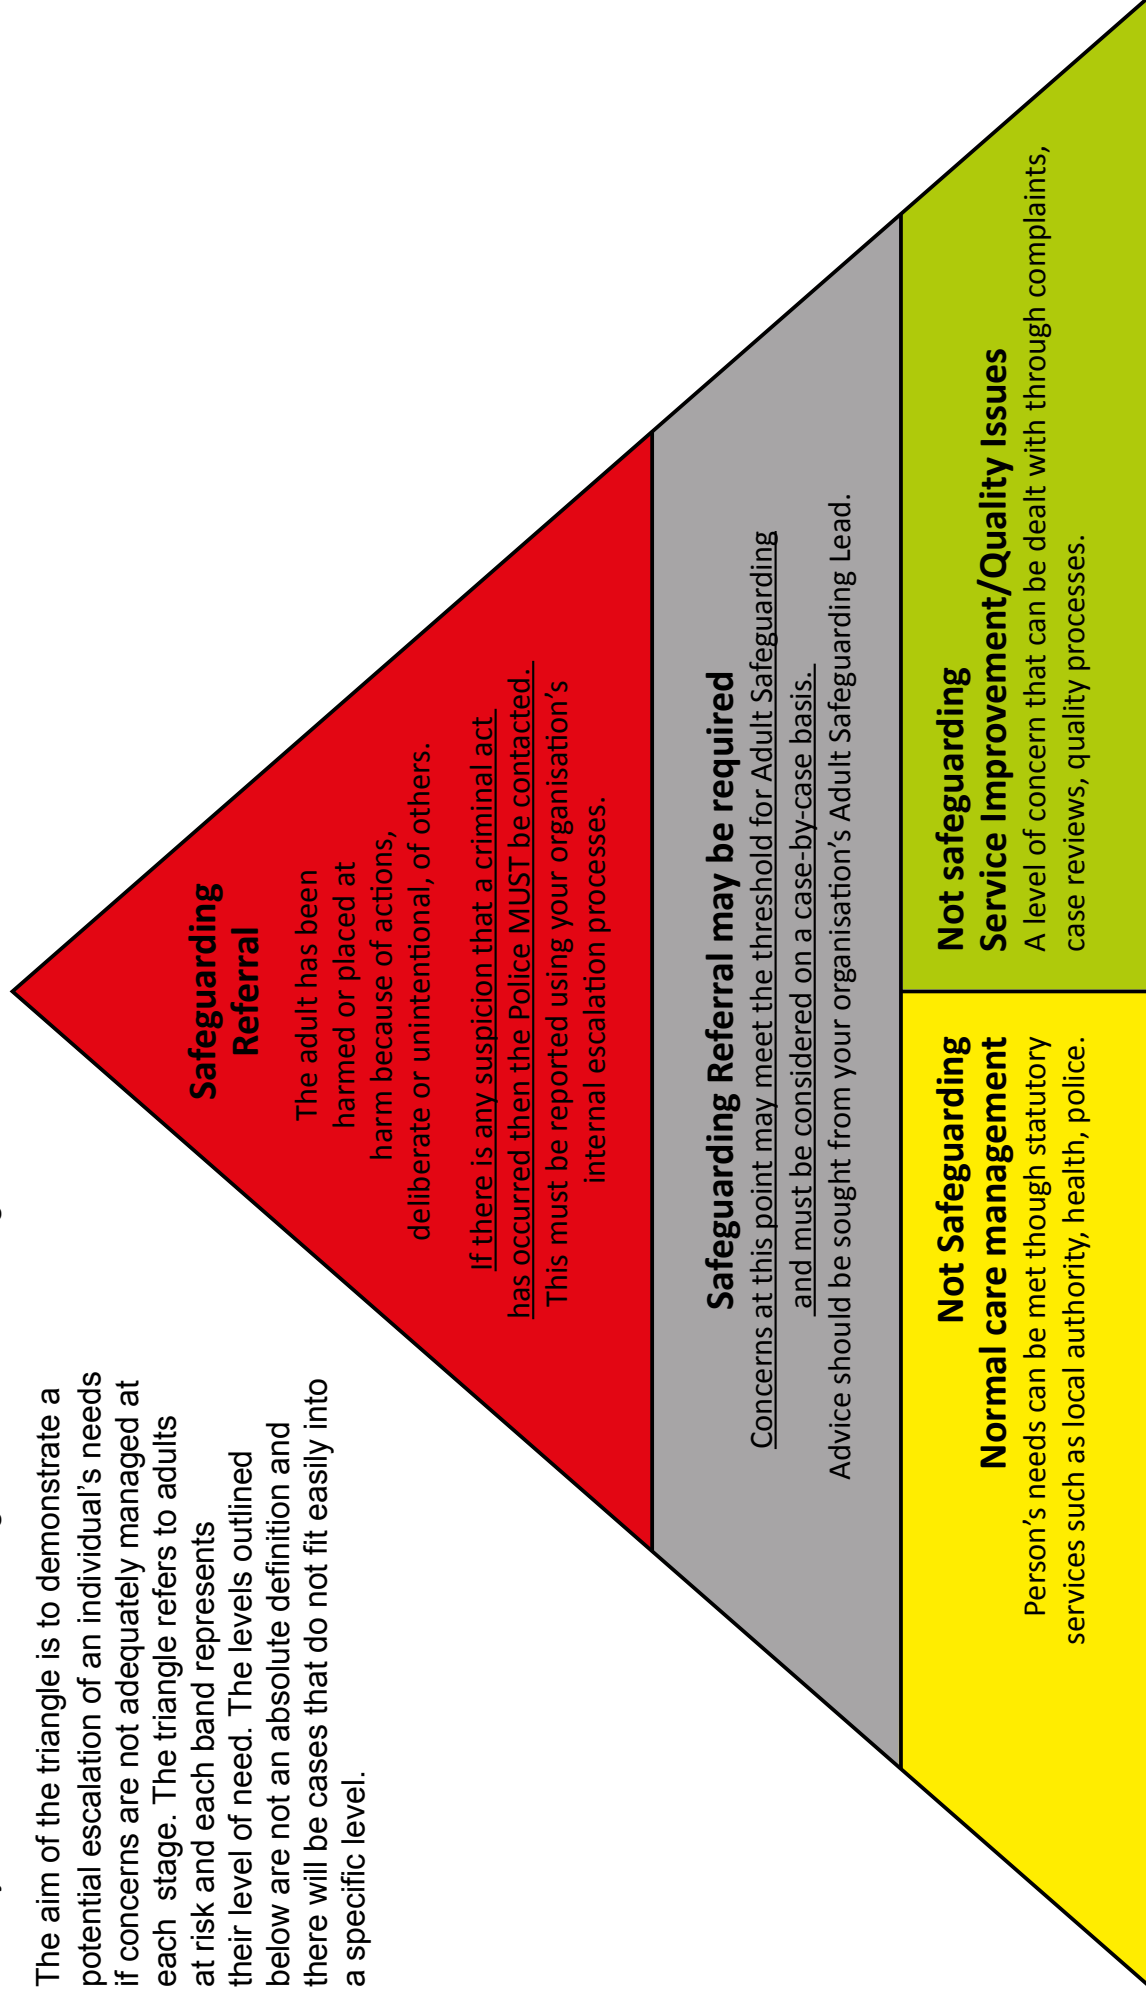 The aim of the triangle is to demonstrate a
potential escalation of an individual's needs
if concerns are not adequately managed at
each stage. The triangle refers to adults
at risk and each band represents
their level of need. The levels outlined
below are not an absolute definition and
there will be cases that do not fit easily into
a specific level.
Safeguarding
Referral
The adult has been
harmed or placed at
harm because of actions,
deliberate or unintentional, of others.
If there is any suspicion that a criminal act
has occurred then the Police MUST be contacted.
This must be reported using your organisation's
internal escalation processes.
Safeguarding Referral may be required
Concerns at this point may meet the threshold for Adult Safeguarding
and must be considered on a case-by-case basis.
Advice should be sought from your organisation's Adult Safeguarding Lead.
Not Safeguarding
Normal care management
Person's needs can be met though statutory
services such as local authority, health, police.
Not safeguarding
Service Improvement/Quality Issues
A level of concern that can be dealt with through complaints,
case reviews, quality processes.